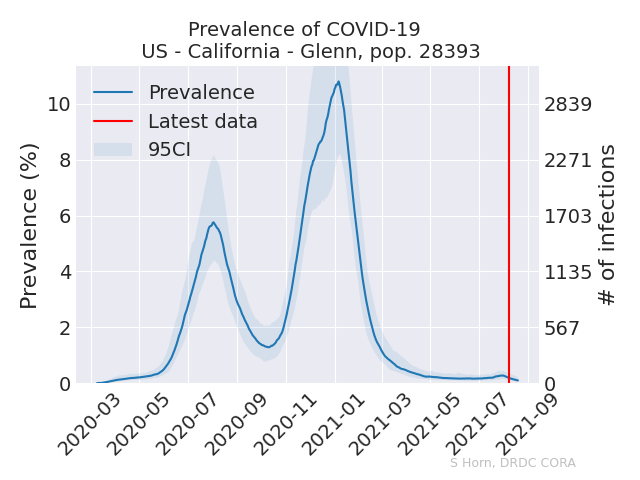 Prevalence of COVID-19
US - California - Glenn, pop. 28393
Prevalence
Latest data
95CI
Prevalence (%)
10
8
6
4
2
0
2839
2271
1703
1135
567
0
# of infections
2020-03
2020-05
2020-07
2020-09
2020-11
2021-01
2021-03
2021-05
2021-07
2021-09
S Horn, DRDC CORA